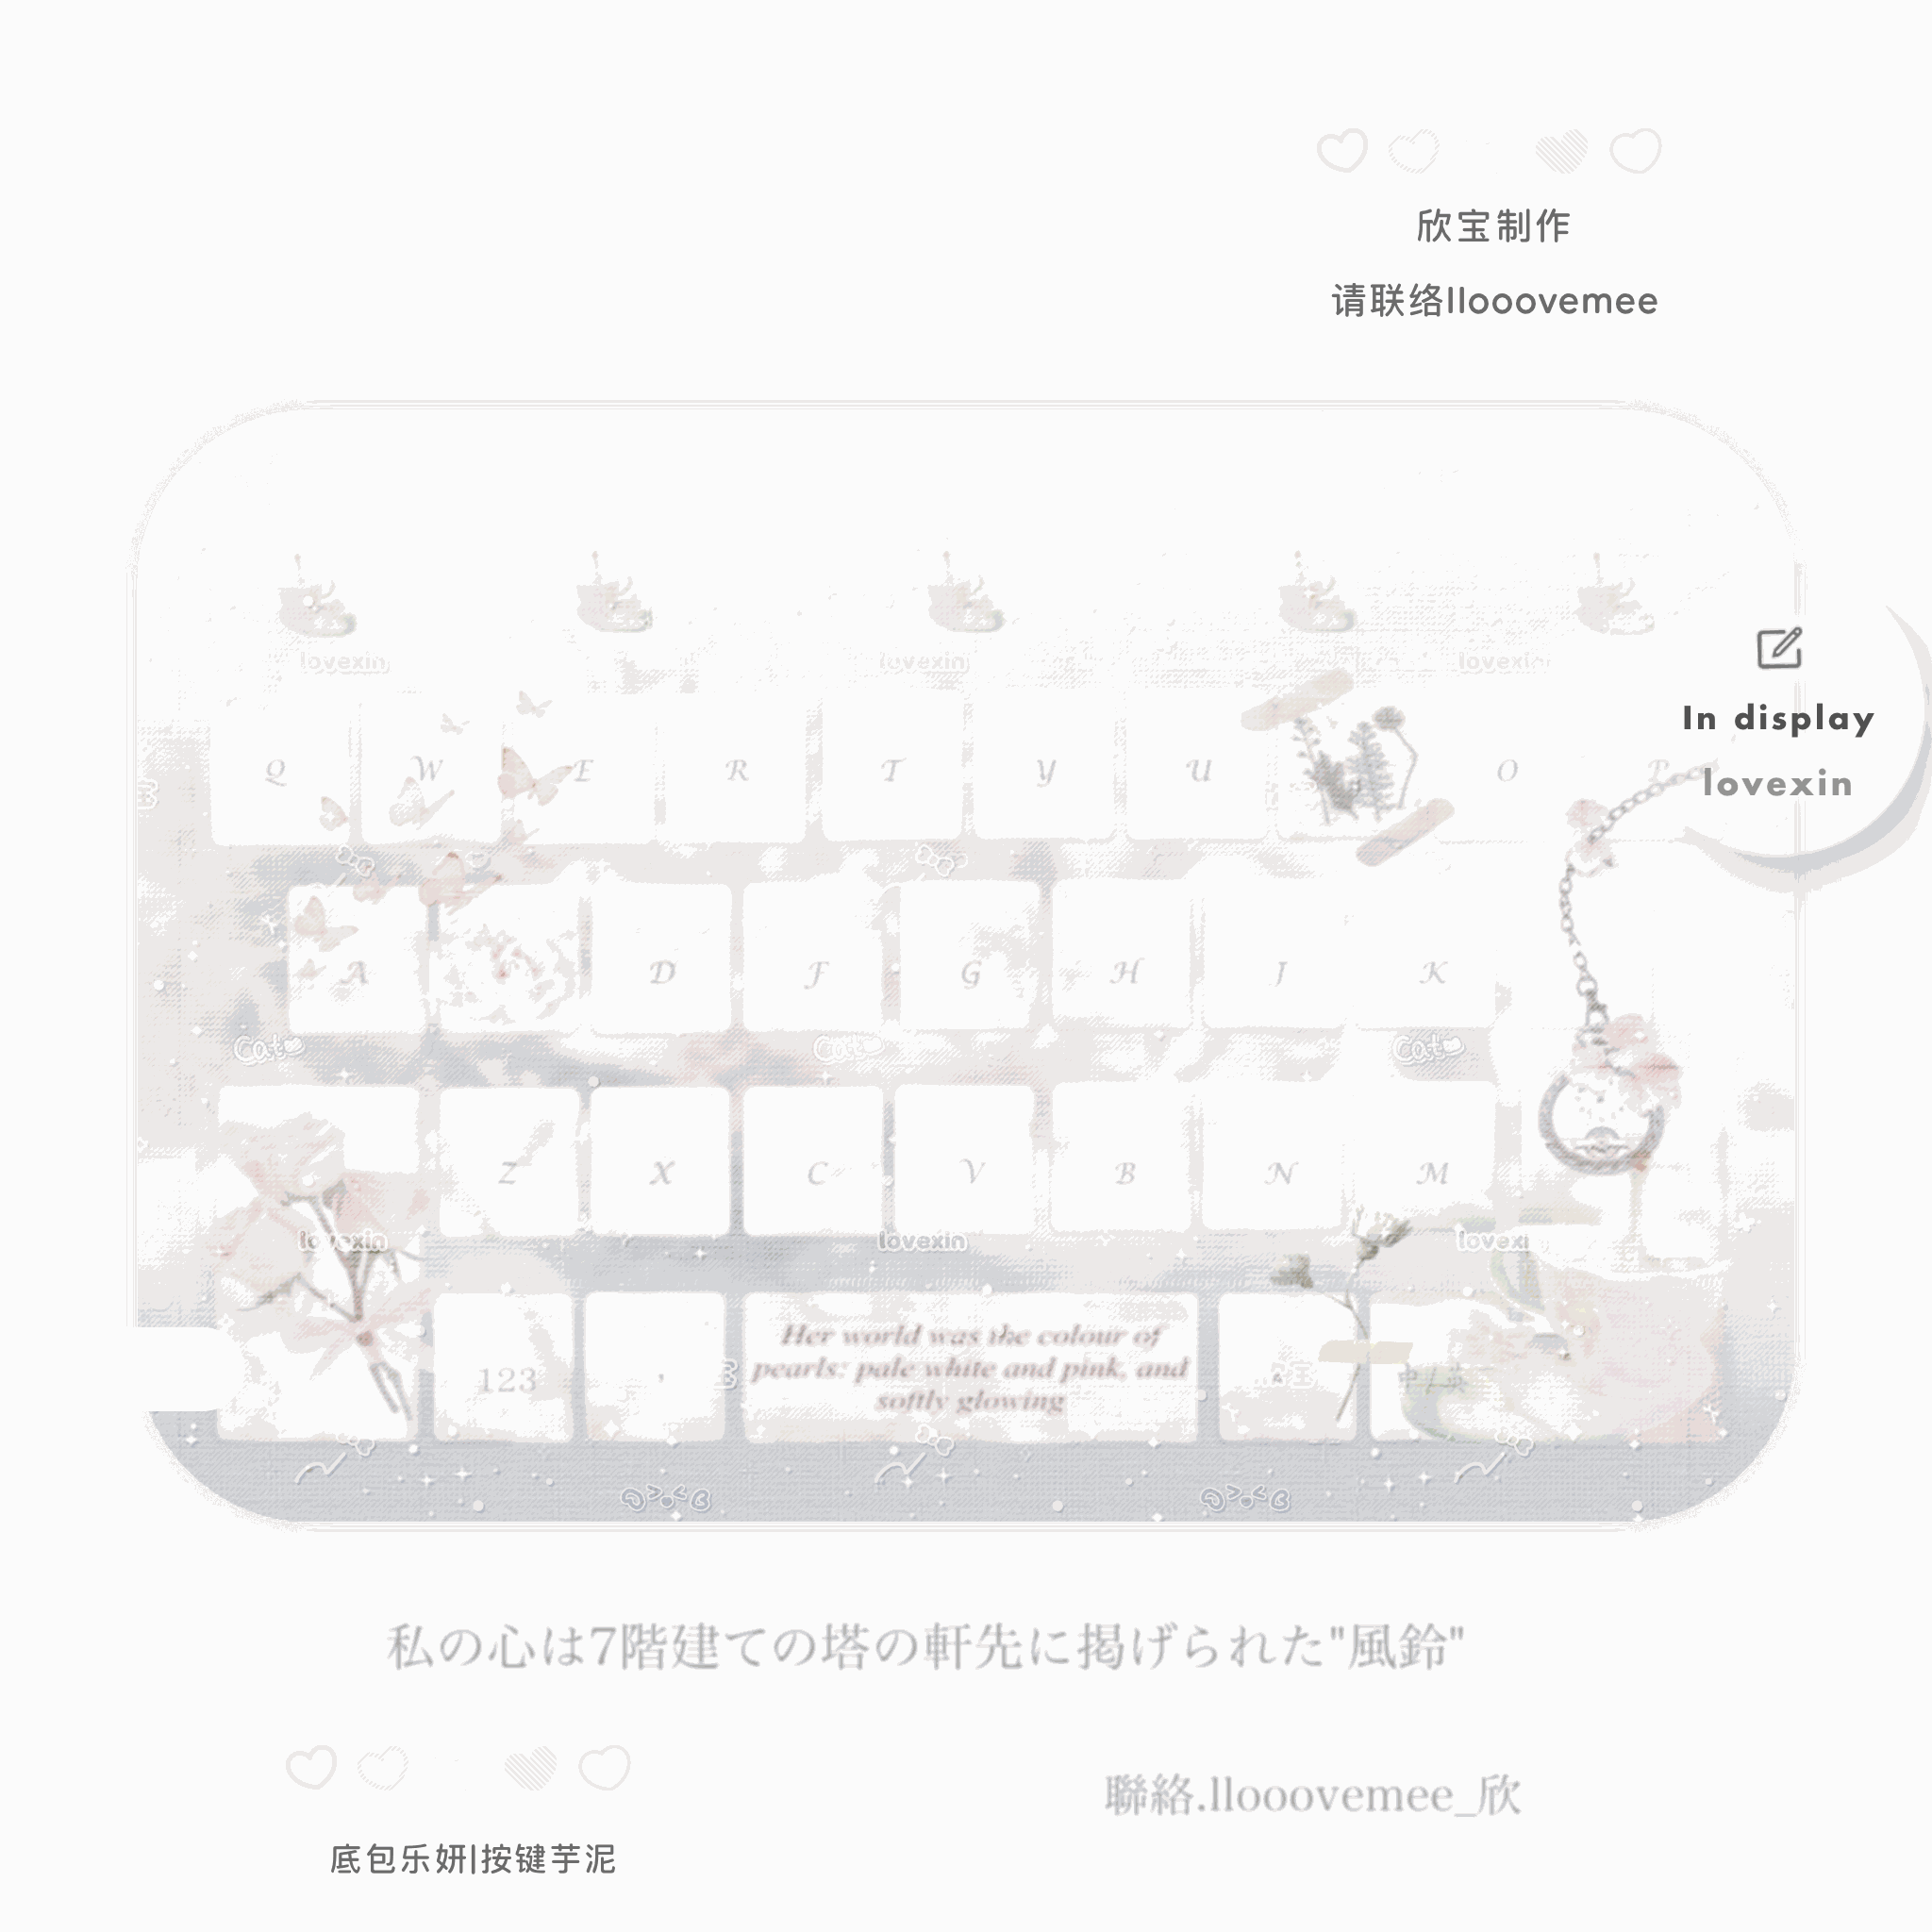 欣宝制作
请联络llooovemee
lovexin lovexin lovexin
In display
lovexin
Q W E R T Y U O P
A D F G H J K
Cat Cat Cat
Z X C V B N M
lovexin lovexin lovexi
Her world was the colour of
pearls: pale white and pink, and
softly glowing
123 , 中/英
私の心は7階建ての塔の軒先に掲げられた"風鈴"
聯絡.llooovemee_欣
底包乐妍|按键芋泥